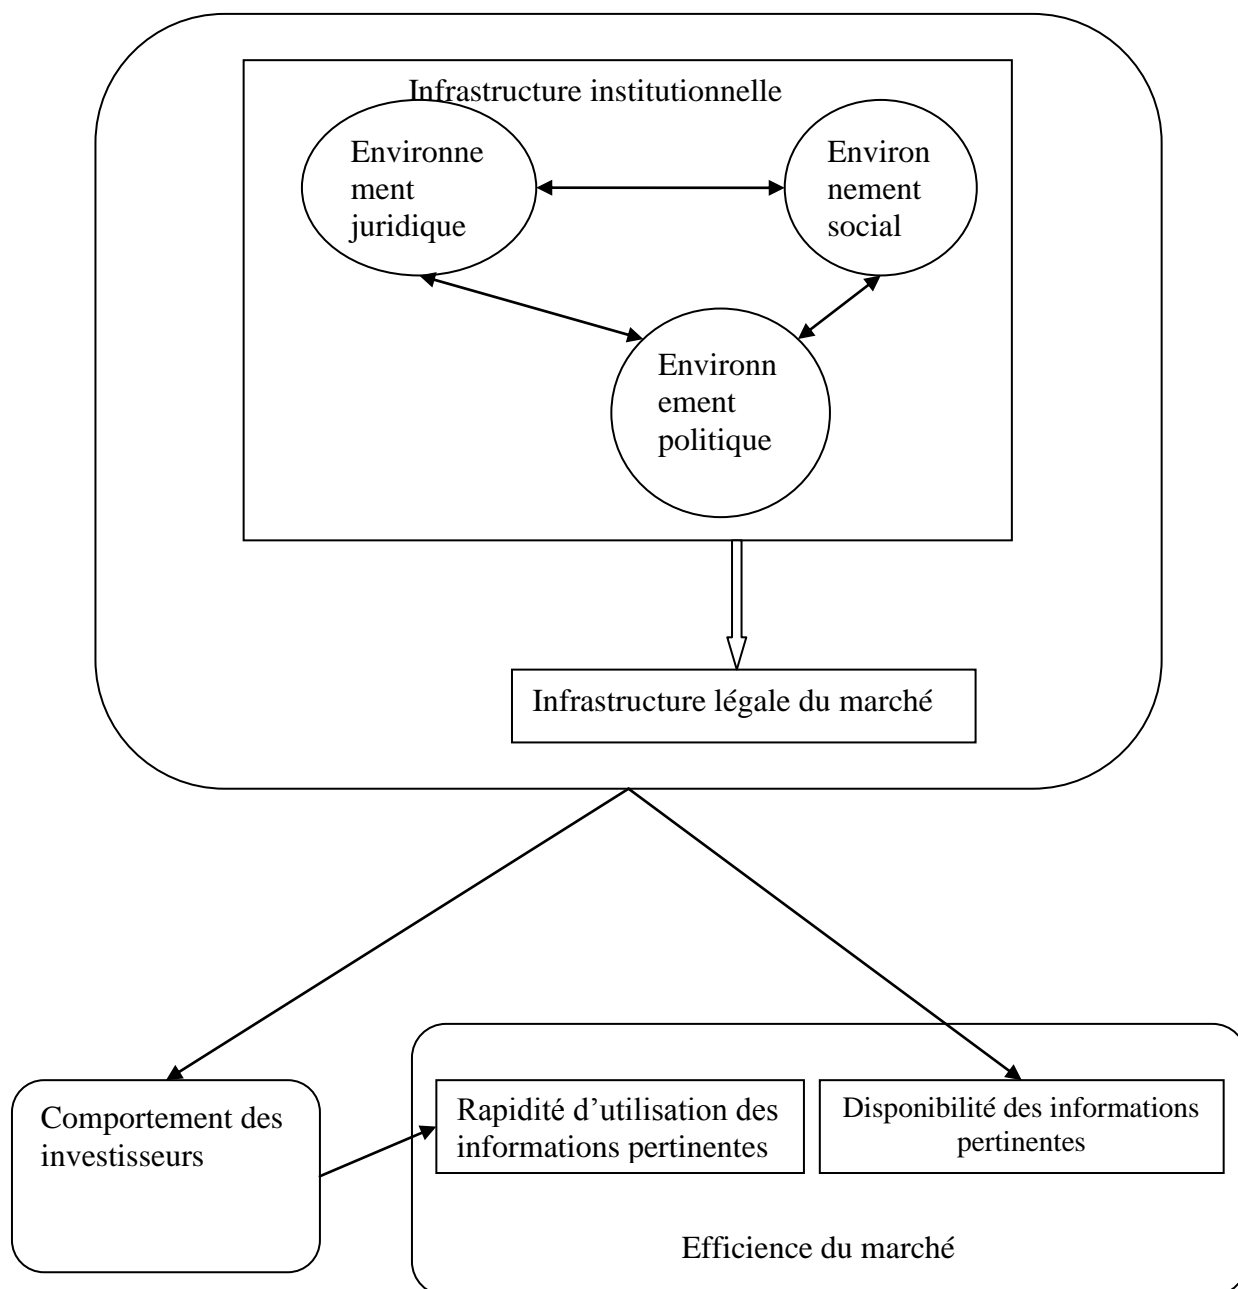 Infrastructure institutionnelle
Environne
ment
juridique
Environ
nement
social
Environn
ement
politique
Infrastructure légale du marché
Comportement des
investisseurs
Rapidité d’utilisation des
informations pertinentes
Disponibilité des informations
pertinentes
Efficience du marché